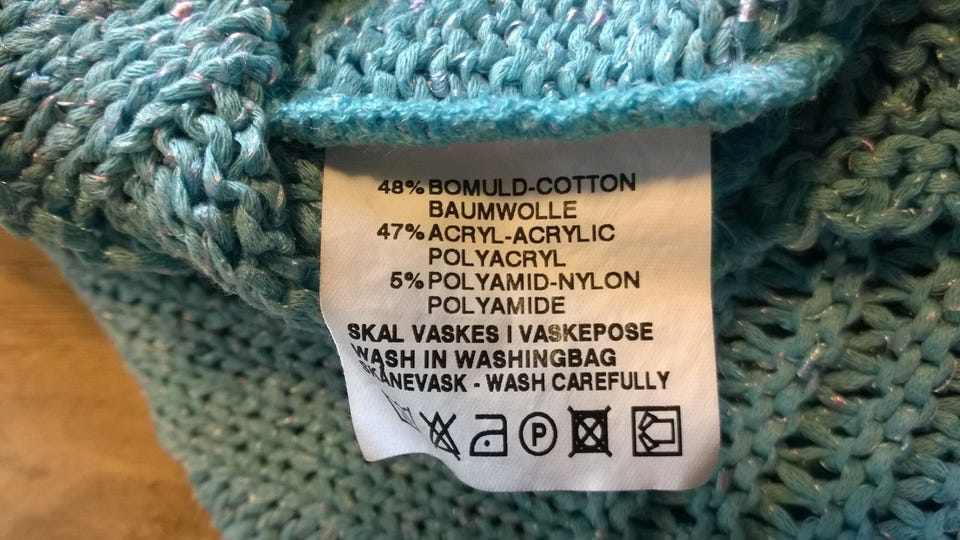 48% BOMULD-COTTON
BAUMWOLLE
47% ACRYL-ACRYLIC
POLYACRYL
5% POLYAMID-NYLON
POLYAMIDE
SKAL VASKES I VASKEPOSE
WASH IN WASHINGBAG
SKÅNEVASK - WASH CAREFULLY
P